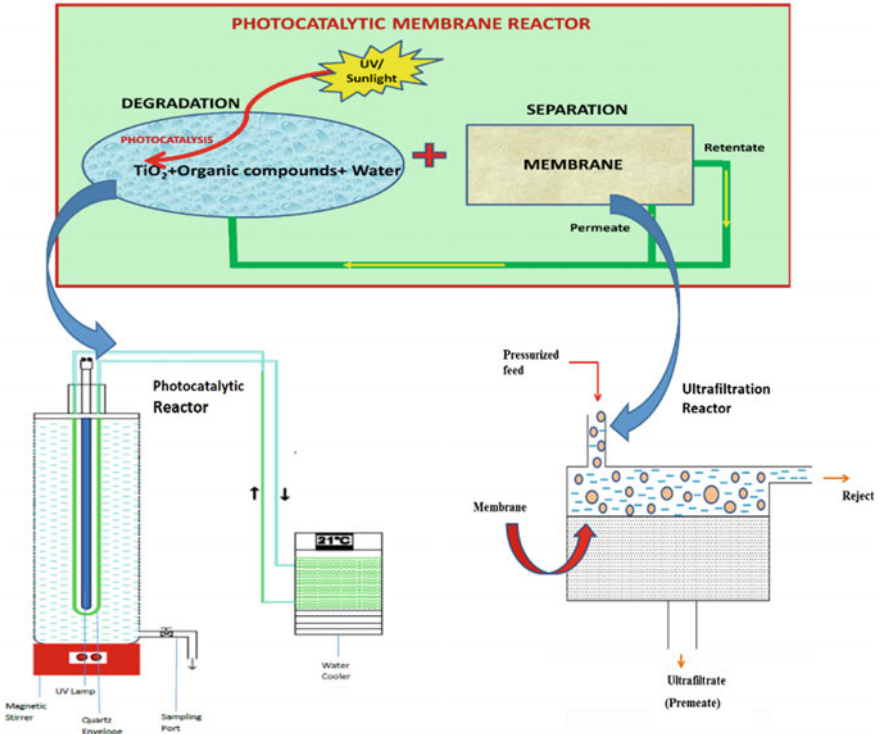 PHOTOCATALYTIC MEMBRANE REACTOR
UV/
Sunlight
DEGRADATION
SEPARATION
PHOTOCATALYSIS
TiO2+Organic compounds+ Water
+
MEMBRANE
Retentate
Permeate
Photocatalytic
Reactor
Pressurized
feed
Ultrafiltration
Reactor
Membrane
Reject
21°C
UV Lamp
Magnetic
Stirrer
Quartz
Envelope
Sampling
Port
Water
Cooler
Ultrafiltrate
(Premeate)